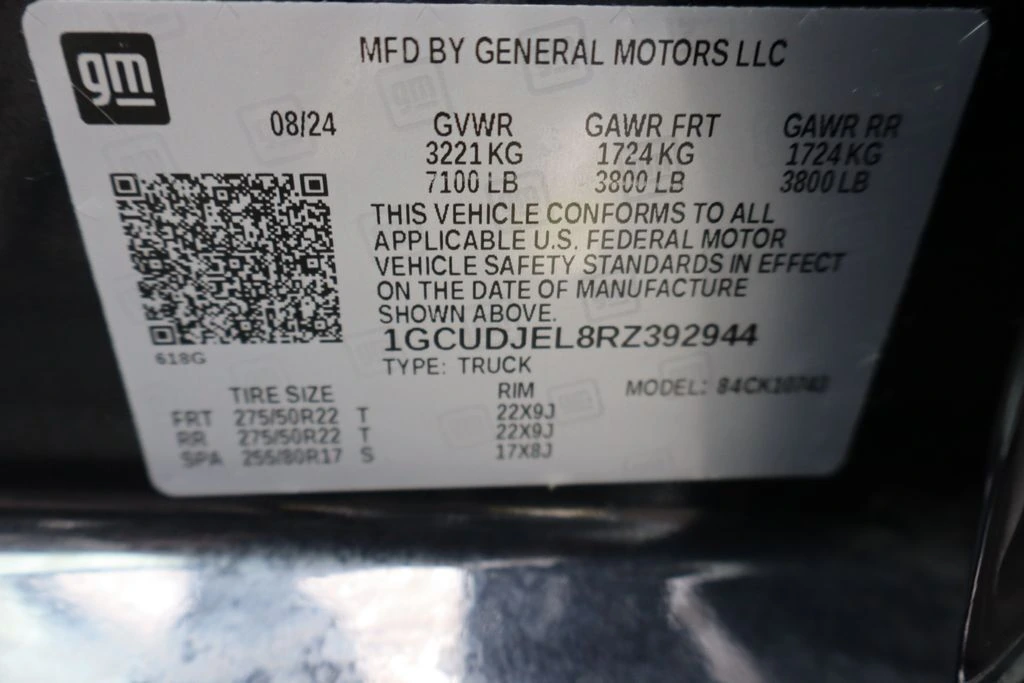 gm
MFD BY GENERAL MOTORS LLC
08/24 GVWR GAWR FRT GAWR RR
3221 KG 1724 KG 1724 KG
7100 LB 3800 LB 3800 LB
THIS VEHICLE CONFORMS TO ALL
APPLICABLE U.S. FEDERAL MOTOR
VEHICLE SAFETY STANDARDS IN EFFECT
ON THE DATE OF MANUFACTURE
SHOWN ABOVE.
1GCUDJEL8RZ392944
618G
TYPE: TRUCK
TIRE SIZE RIM MODEL:
FRT 275/50R22 T 22X9J
RR 275/50R22 T 22X9J
SPA 255/80R17 S 17X8J